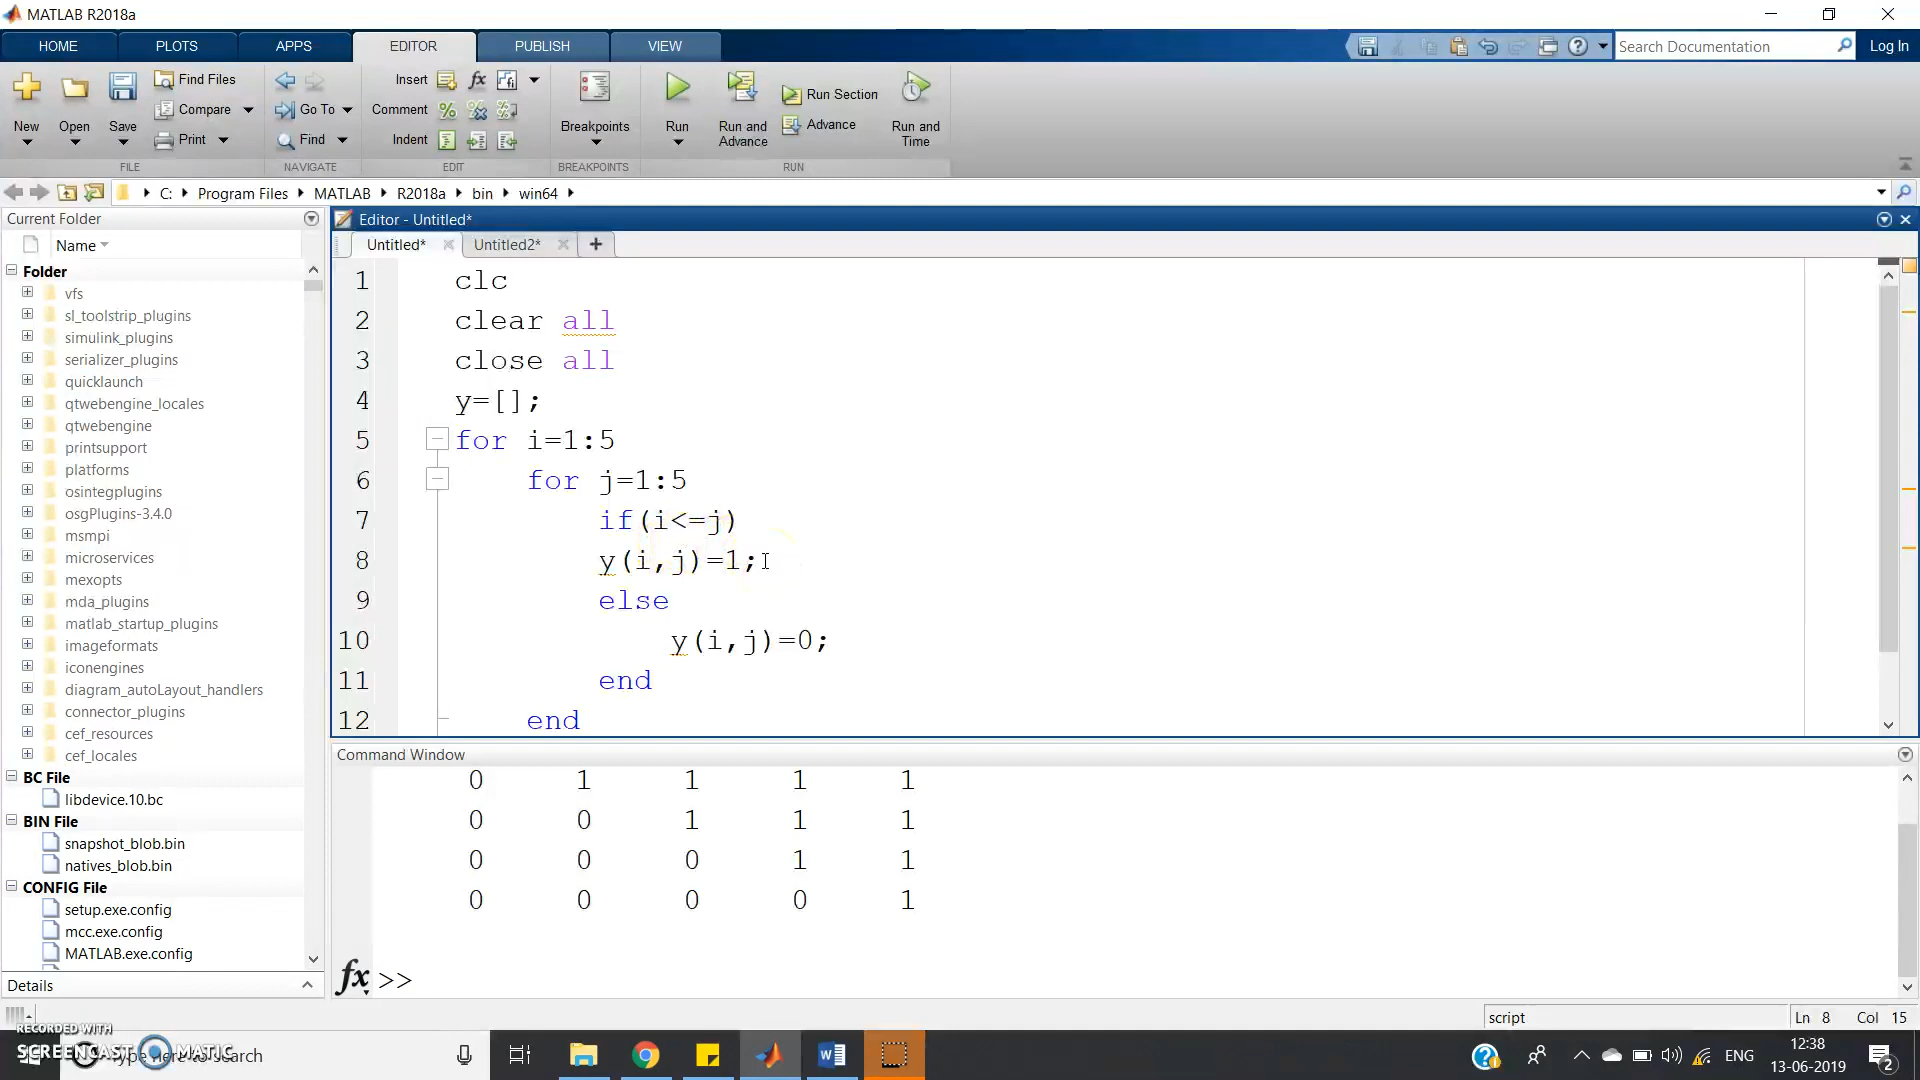 MATLAB R2018a
HOME PLOTS APPS EDITOR PUBLISH VIEW
Search Documentation Log In
New Open Save
Find Files
Compare
Print
FILE
Go To
Find
NAVIGATE
Insert
Comment
Indent
EDIT
Breakpoints
BREAKPOINTS
Run
Run and Advance
Run Section
Advance
Run and Time
RUN
C: Program Files MATLAB R2018a bin win64
Current Folder
Name
Folder
vfs
sl_toolstrip_plugins
simulink_plugins
serializer_plugins
quicklaunch
qtwebengine_locales
qtwebengine
printsupport
platforms
osintegplugins
osgPlugins-3.4.0
msmpi
microservices
mexopts
mda_plugins
matlab_startup_plugins
imageformats
iconengines
diagram_autoLayout_handlers
connector_plugins
cef_resources
cef_locales
BC File
libdevice.10.bc
BIN File
snapshot_blob.bin
natives_blob.bin
CONFIG File
setup.exe.config
mcc.exe.config
MATLAB.exe.config
Details
Editor - Untitled*
Untitled* Untitled2*
1 clc
2 clear all
3 close all
4 y=[];
5 for i=1:5
6 for j=1:5
7 if(i<=j)
8 y(i,j)=1;
9 else
10 y(i,j)=0;
11 end
12 end
Command Window
0 1 1 1 1
0 0 1 1 1
0 0 0 1 1
0 0 0 0 1
fx >>
script Ln 8 Col 15
RECORDED WITH
SCREENCAST MATIC
Type here to search
ENG
12:38
13-06-2019
2